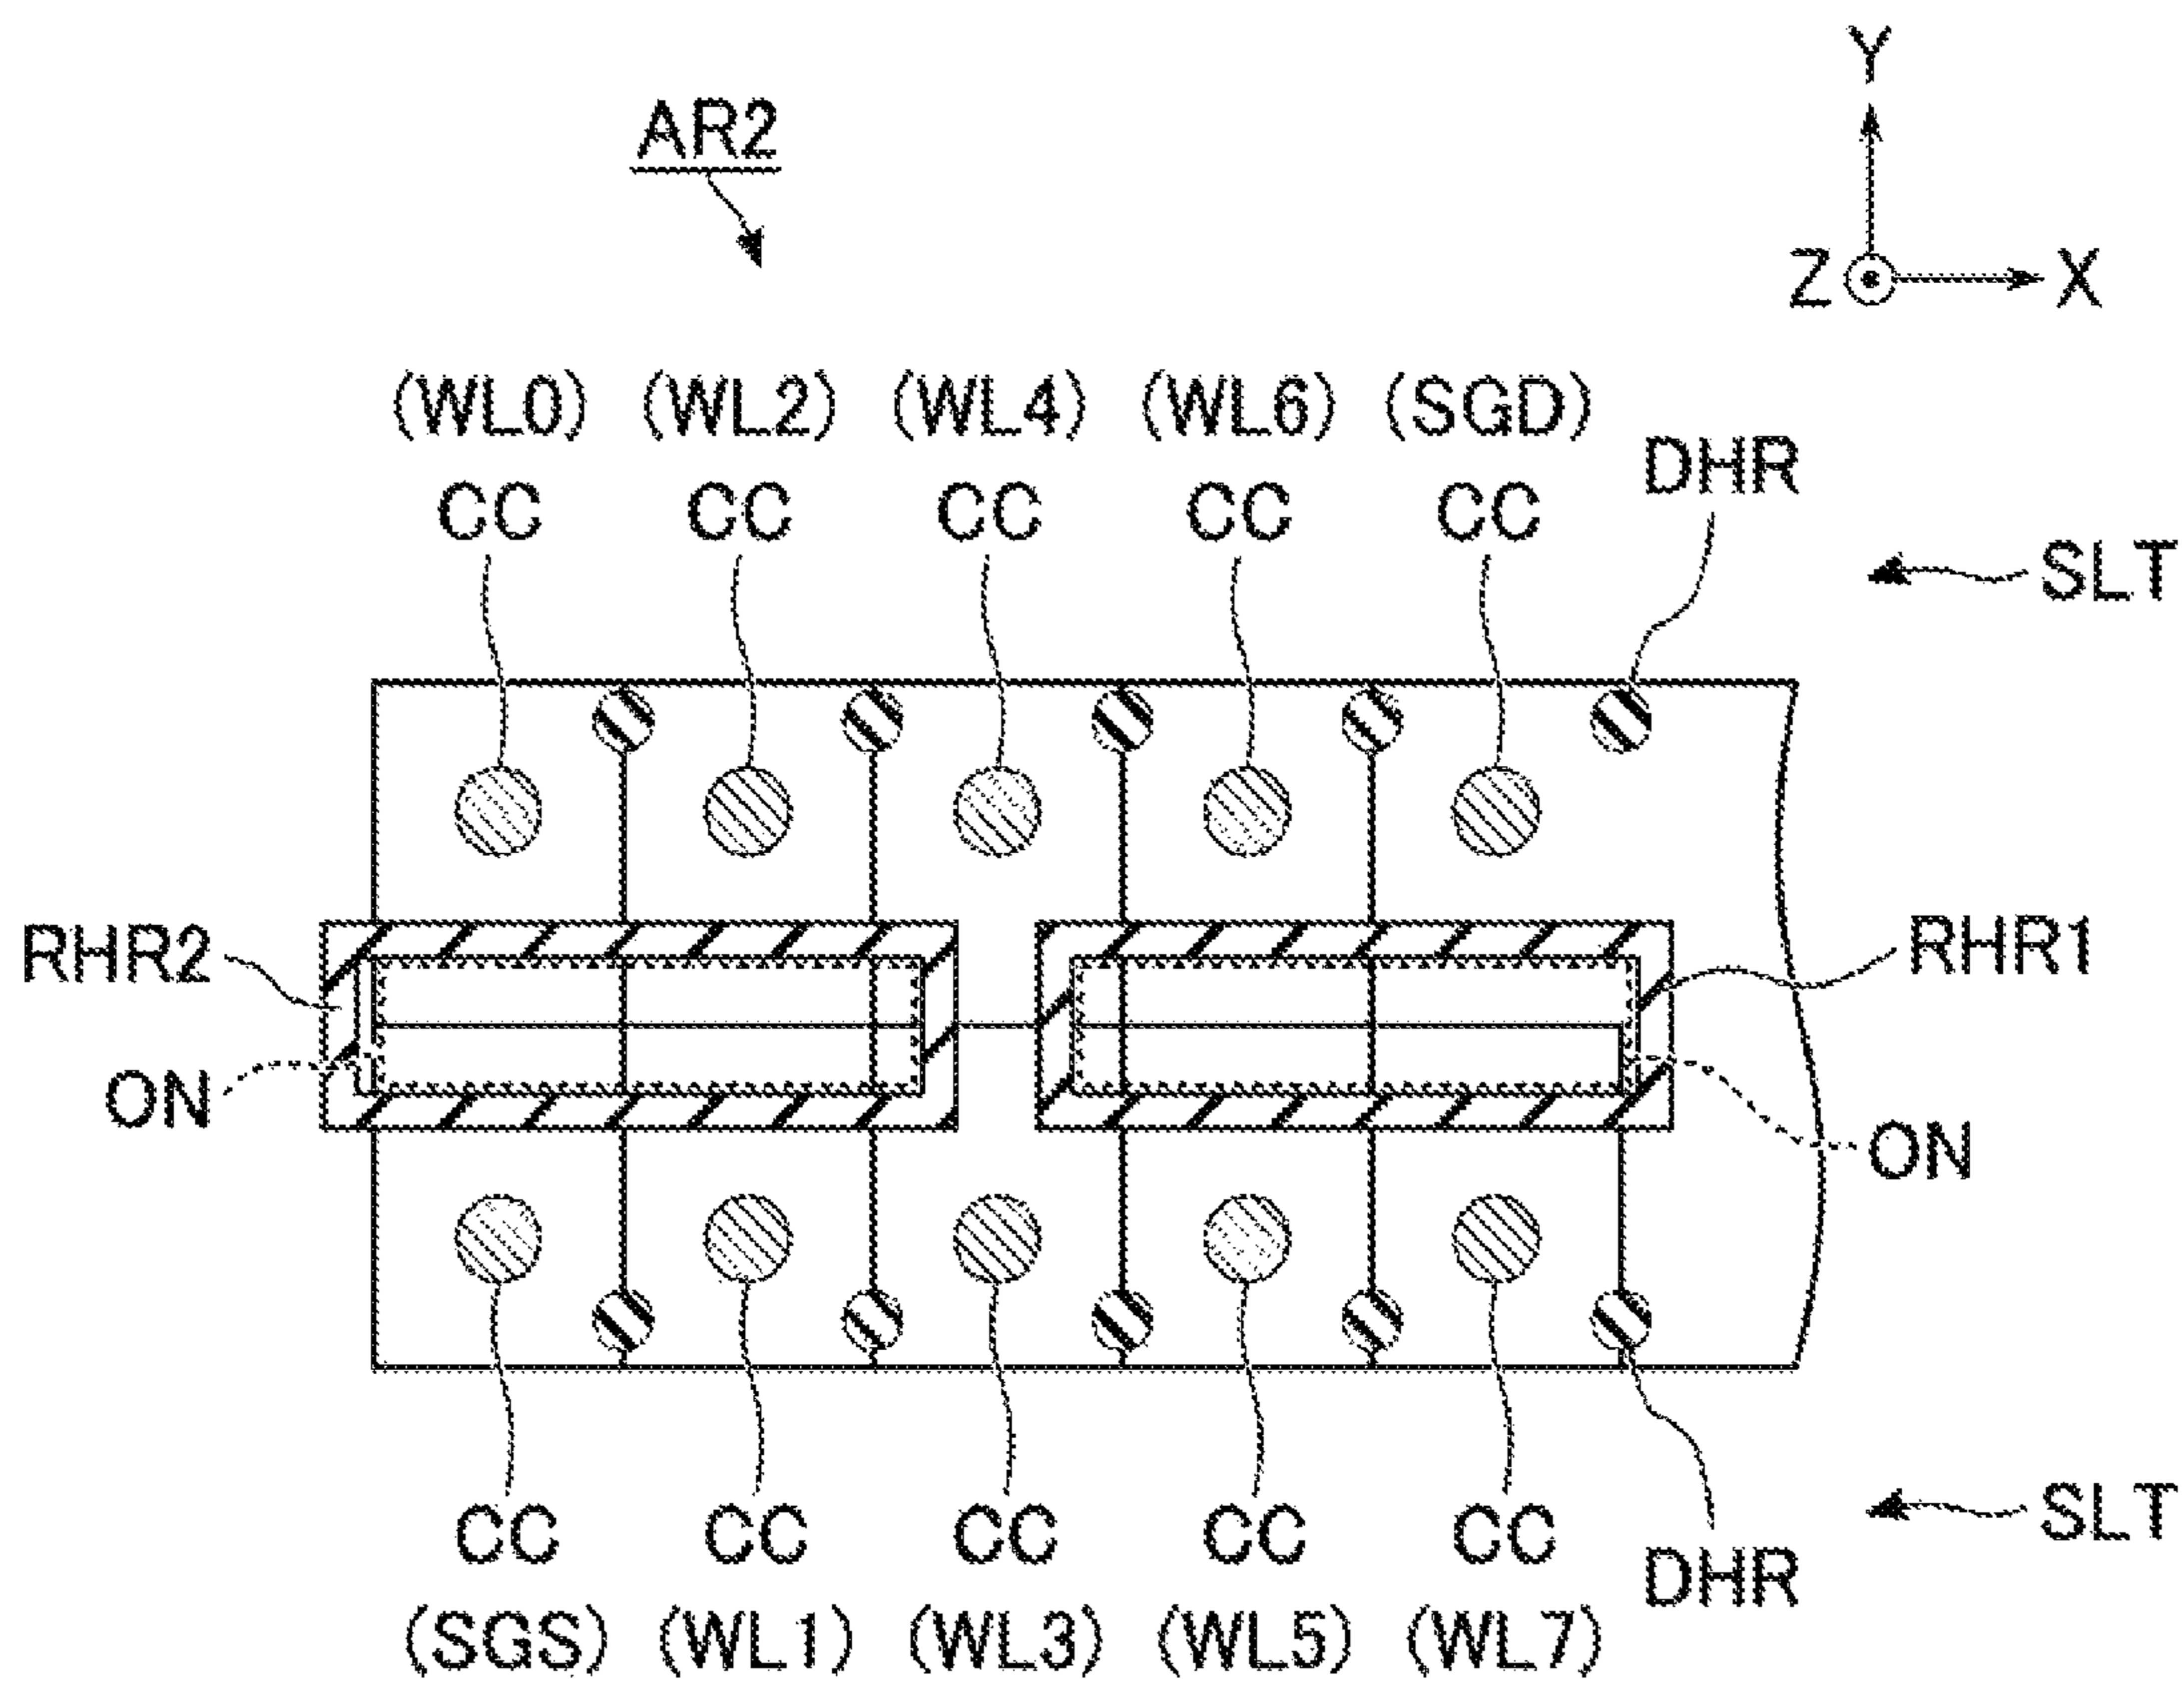 Y
AR2
Z X
(WL0) (WL2) (WL4) (WL6) (SGD)
DHR
CC CC CC CC CC
SLT
RHR2 RHR1
ON
ON
CC CC CC CC CC
SLT
DHR
(SGS) (WL1) (WL3) (WL5) (WL7)